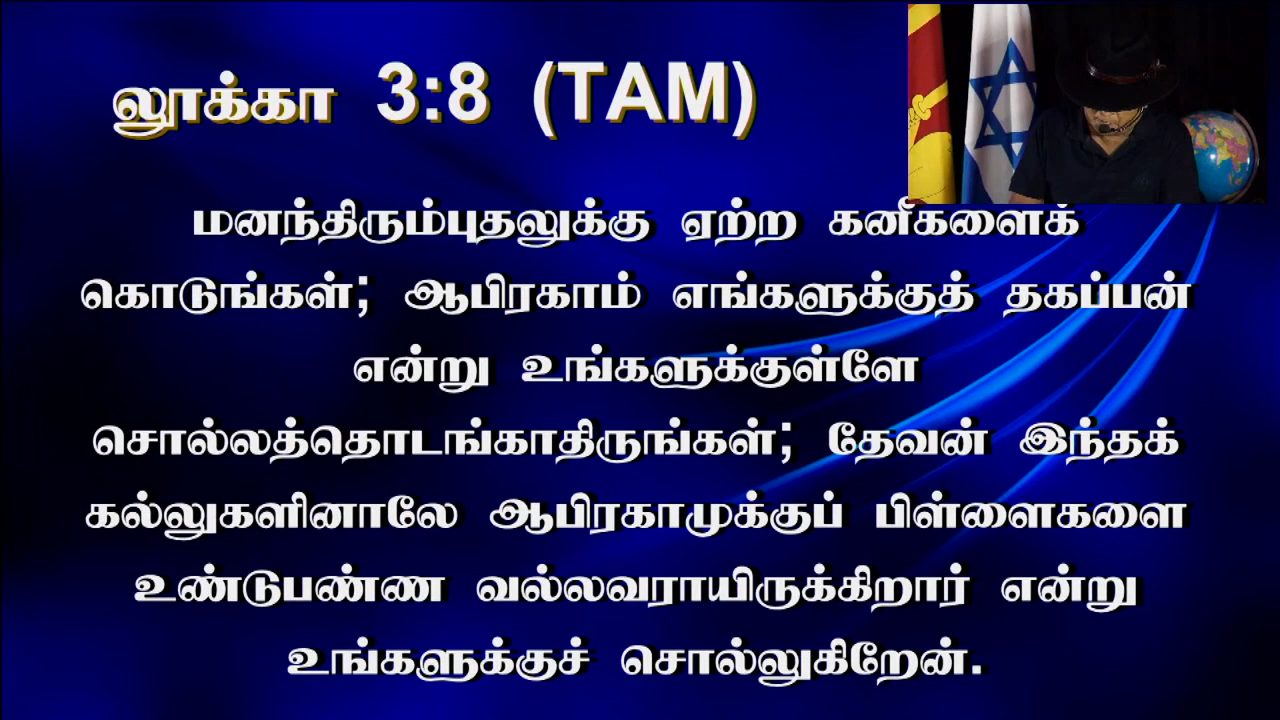 லூக்கா 3:8 (TAM)
மனந்திரும்புதலுக்கு ஏற்ற கனிகளைக்
கொடுங்கள்; ஆபிரகாம் எங்களுக்குத் தகப்பன்
என்று உங்களுக்குள்ளே
சொல்லத்தொடங்காதிருங்கள்; தேவன் இந்தக்
கல்லுகளினாலே ஆபிரகாமுக்குப் பிள்ளைகளை
உண்டுபண்ண வல்லவராயிருக்கிறார் என்று
உங்களுக்குச் சொல்லுகிறேன்.